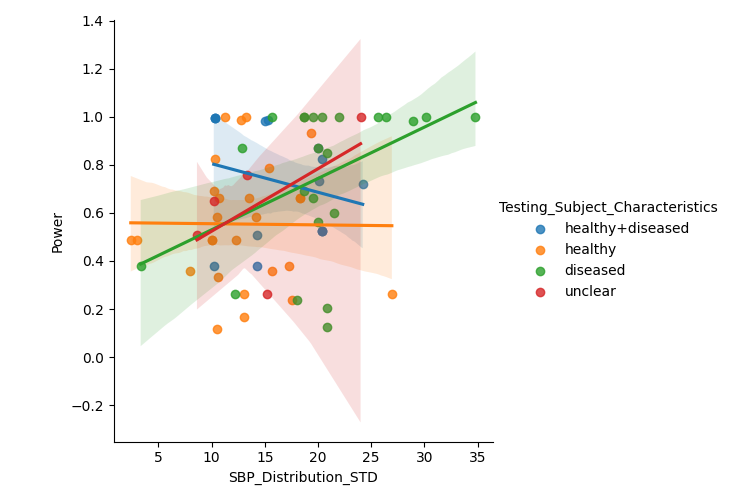 1.4
1.2
1.0
0.8
0.6
0.4
0.2
0.0
−0.2
Power
5
10
15
20
25
30
35
SBP_Distribution_STD
Testing_Subject_Characteristics
healthy+diseased
healthy
diseased
unclear